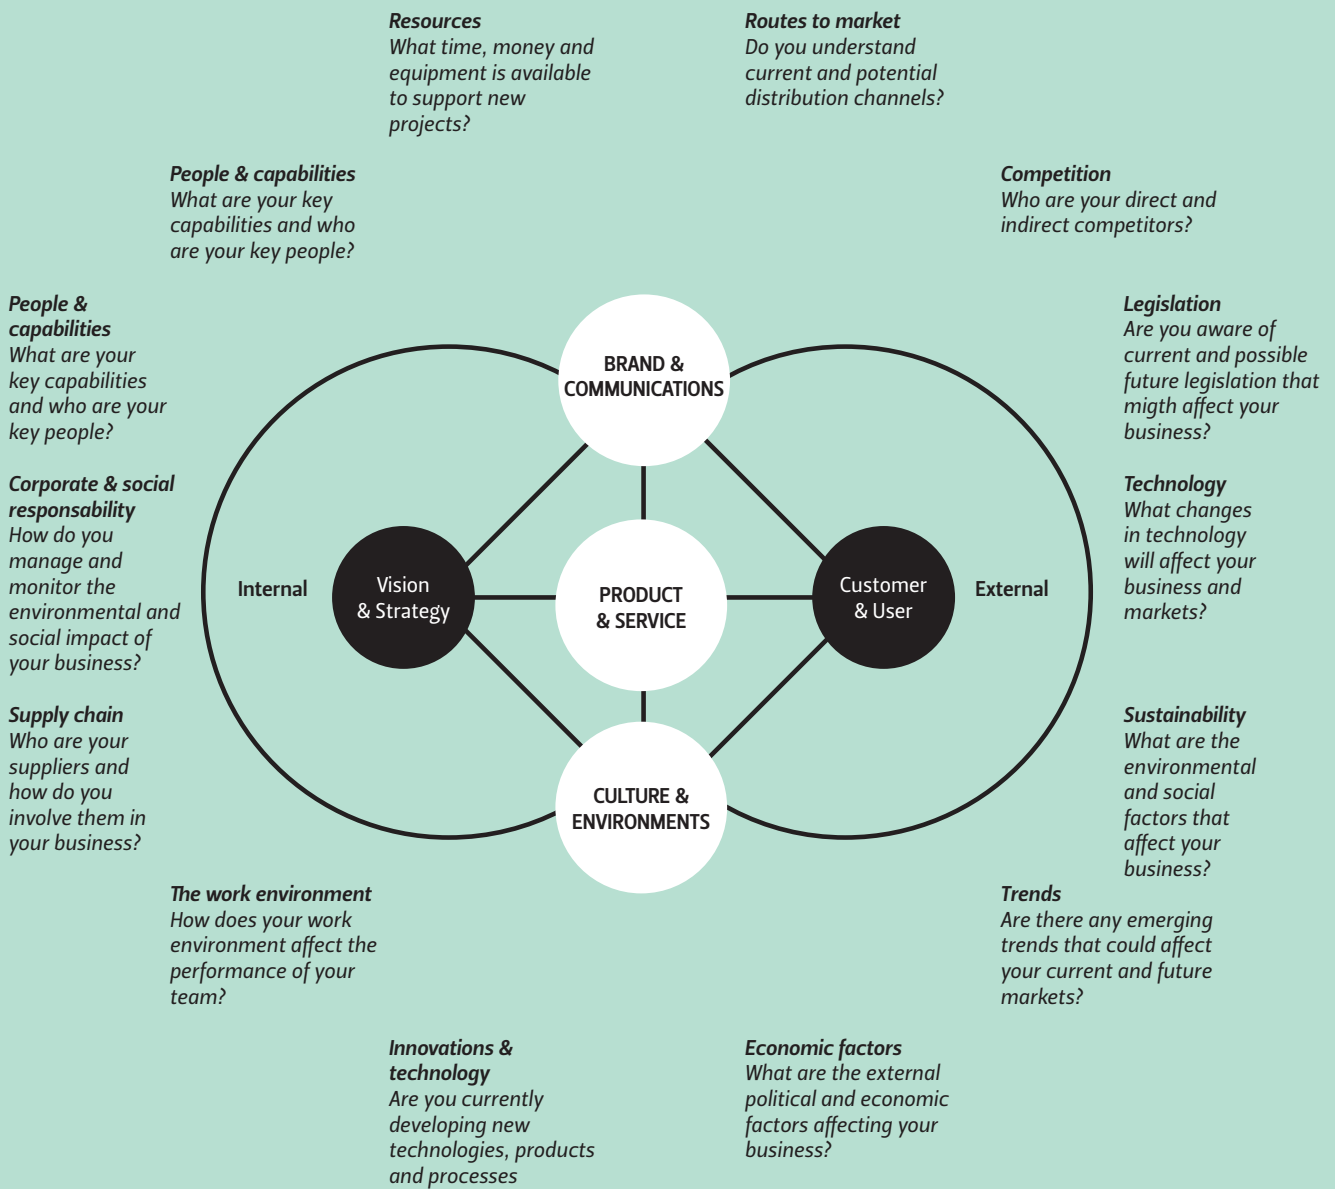 Resources
What time, money and
equipment is available
to support new
projects?
Routes to market
Do you understand
current and potential
distribution channels?
People & capabilities
What are your key
capabilities and who
are your key people?
Competition
Who are your direct and
indirect competitors?
People &
capabilities
What are your
key capabilities
and who are your
key people?
Legislation
Are you aware of
current and possible
future legislation that
migth affect your
business?
BRAND &
COMMUNICATIONS
Corporate & social
responsability
How do you
manage and
monitor the
environmental and
social impact of
your business?
Technology
What changes
in technology
will affect your
business and
markets?
Internal
Vision
& Strategy
PRODUCT
& SERVICE
Customer
& User
External
Supply chain
Who are your
suppliers and
how do you
involve them in
your business?
Sustainability
What are the
environmental
and social
factors that
affect your
business?
CULTURE &
ENVIRONMENTS
The work environment
How does your work
environment affect the
performance of your
team?
Trends
Are there any emerging
trends that could affect
your current and future
markets?
Innovations &
technology
Are you currently
developing new
technologies, products
and processes
Economic factors
What are the external
political and economic
factors affecting your
business?